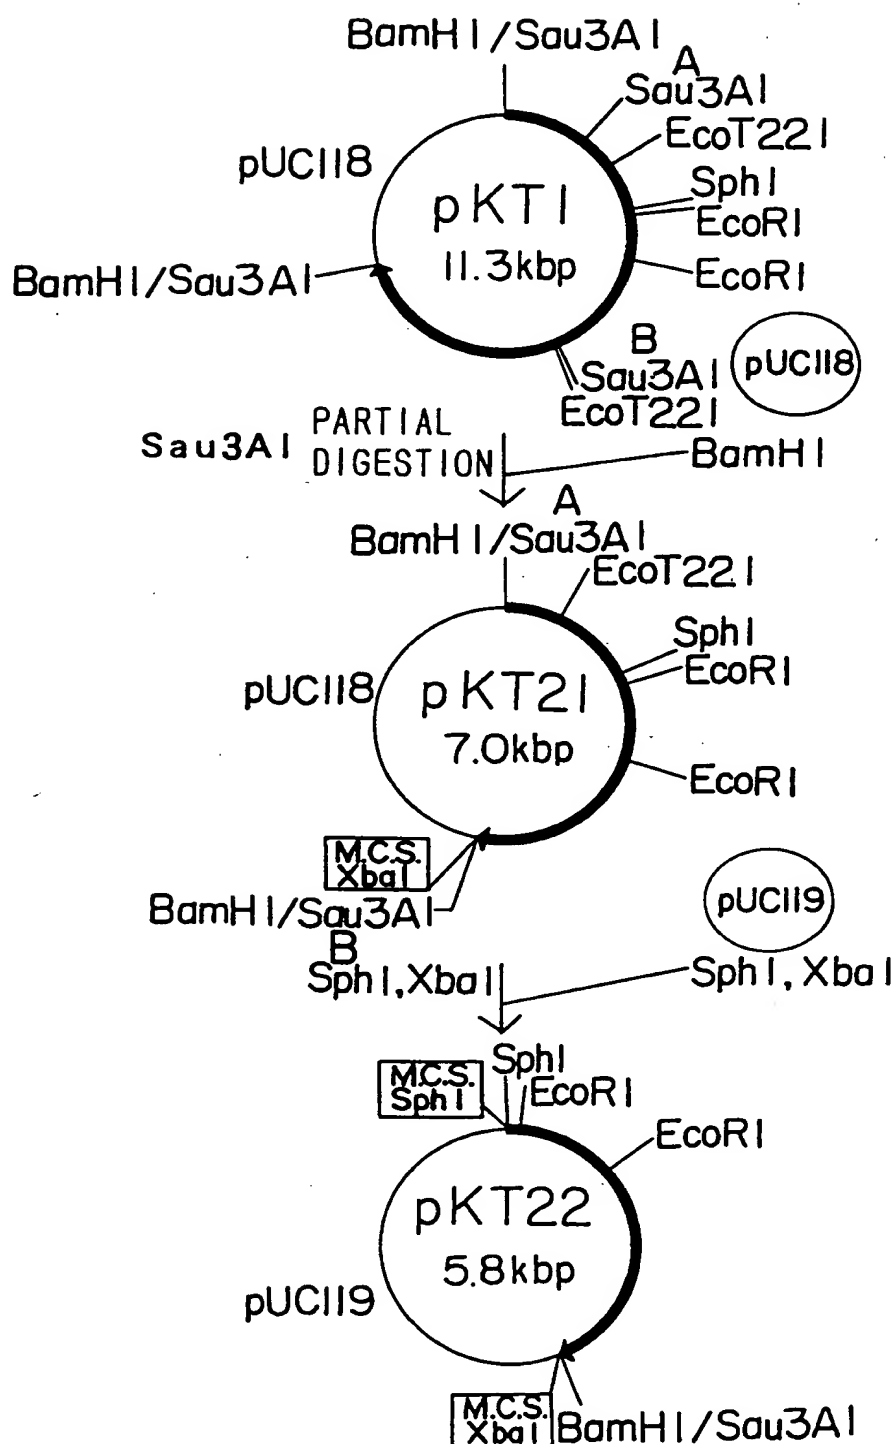 BamHI/Sau3AI
A
Sau3AI
EcoT22I
pUC118
SphI
pKT1
EcoRI
11.3kbp
BamHI/Sau3AI
EcoRI
B
pUC118
Sau3AI
EcoT22I
Sau3AI PARTIAL
DIGESTION
BamHI
A
BamHI/Sau3AI
EcoT22I
SphI
EcoRI
pUC118
pKT21
7.0kbp
EcoRI
M.C.S.
XbaI
pUC119
BamHI/Sau3AI
B
SphI,XbaI
SphI,XbaI
SphI
M.C.S.
SphI
EcoRI
EcoRI
pKT22
5.8kbp
pUC119
M.C.S.
XbaI
BamHI/Sau3AI